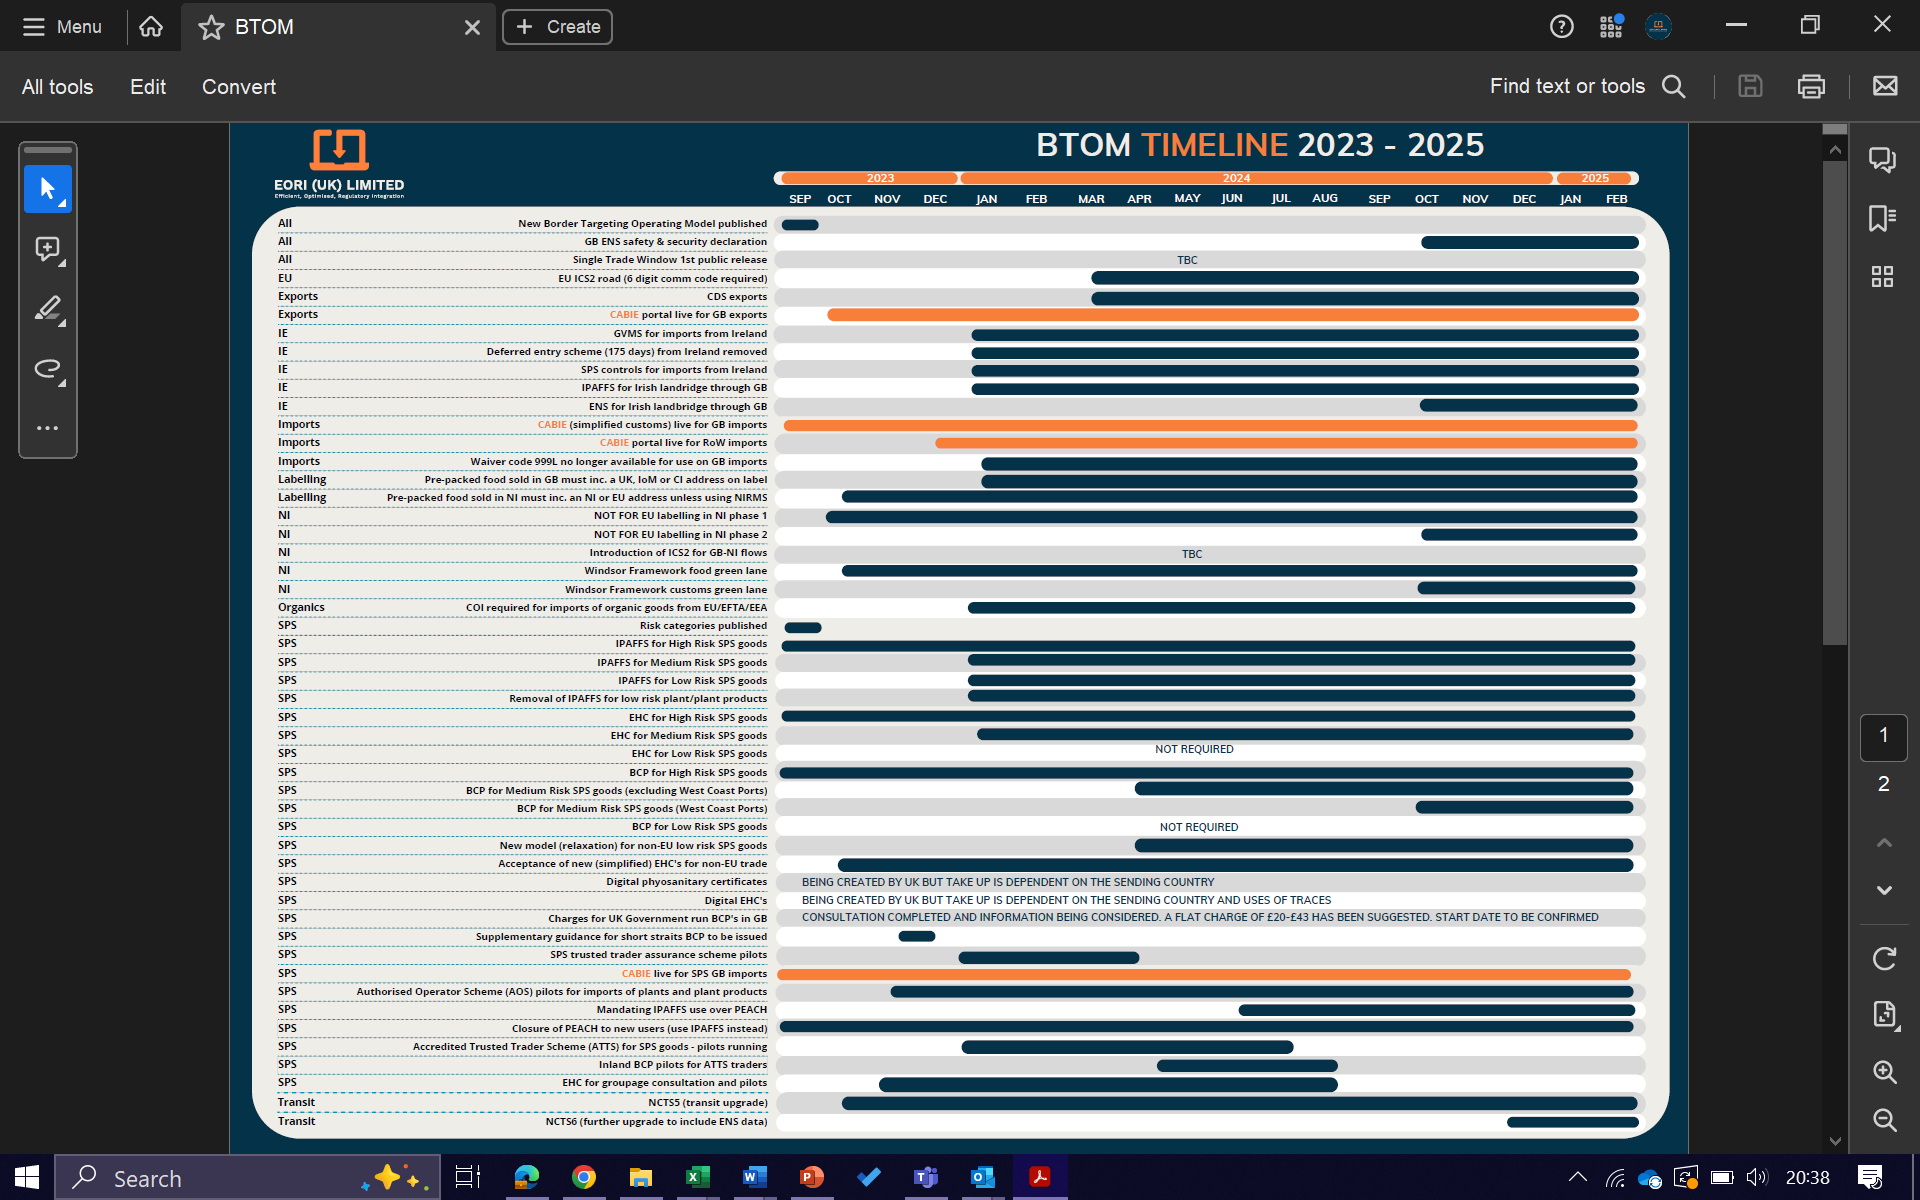 Menu
BTOM
Create
All tools
Edit
Convert
Find text or tools
EORI (UK) LIMITED
Efficient, Optimised, Regulatory Integration
BTOM TIMELINE 2023 - 2025
2023 2024 2025
SEP OCT NOV DEC JAN FEB MAR APR MAY JUN JUL AUG SEP OCT NOV DEC JAN FEB
All New Border Targeting Operating Model published
All GB ENS safety & security declaration
All Single Trade Window 1st public release TBC
EU EU ICS2 road (6 digit comm code required)
Exports CDS exports
Exports CABIE portal live for GB exports
IE GVMS for imports from Ireland
IE Deferred entry scheme (175 days) from Ireland removed
IE SPS controls for imports from Ireland
IE IPAFFS for Irish landridge through GB
IE ENS for Irish landbridge through GB
Imports CABIE (simplified customs) live for GB imports
Imports CABIE portal live for RoW imports
Imports Waiver code 999L no longer available for use on GB imports
Labelling Pre-packed food sold in GB must inc. a UK, IoM or CI address on label
Labelling Pre-packed food sold in NI must inc. an NI or EU address unless using NIRMS
NI NOT FOR EU labelling in NI phase 1
NI NOT FOR EU labelling in NI phase 2
NI Introduction of ICS2 for GB-NI flows TBC
NI Windsor Framework food green lane
NI Windsor Framework customs green lane
Organics COI required for imports of organic goods from EU/EFTA/EEA
SPS Risk categories published
SPS IPAFFS for High Risk SPS goods
SPS IPAFFS for Medium Risk SPS goods
SPS IPAFFS for Low Risk SPS goods
SPS Removal of IPAFFS for low risk plant/plant products
SPS EHC for High Risk SPS goods
SPS EHC for Medium Risk SPS goods
SPS EHC for Low Risk SPS goods NOT REQUIRED
SPS BCP for High Risk SPS goods
SPS BCP for Medium Risk SPS goods (excluding West Coast Ports)
SPS BCP for Medium Risk SPS goods (West Coast Ports)
SPS BCP for Low Risk SPS goods NOT REQUIRED
SPS New model (relaxation) for non-EU low risk SPS goods
SPS Acceptance of new (simplified) EHC's for non-EU trade
SPS Digital phyosanitary certificates BEING CREATED BY UK BUT TAKE UP IS DEPENDENT ON THE SENDING COUNTRY
SPS Digital EHC's BEING CREATED BY UK BUT TAKE UP IS DEPENDENT ON THE SENDING COUNTRY AND USES OF TRACES
SPS Charges for UK Government run BCP's in GB CONSULTATION COMPLETED AND INFORMATION BEING CONSIDERED. A FLAT CHARGE OF £20-£43 HAS BEEN SUGGESTED. START DATE TO BE CONFIRMED
SPS Supplementary guidance for short straits BCP to be issued
SPS SPS trusted trader assurance scheme pilots
SPS CABIE live for SPS GB imports
SPS Authorised Operator Scheme (AOS) pilots for imports of plants and plant products
SPS Mandating IPAFFS use over PEACH
SPS Closure of PEACH to new users (use IPAFFS instead)
SPS Accredited Trusted Trader Scheme (ATTS) for SPS goods - pilots running
SPS Inland BCP pilots for ATTS traders
SPS EHC for groupage consultation and pilots
Transit NCTS5 (transit upgrade)
Transit NCTS6 (further upgrade to include ENS data)
1
2
Search
20:38